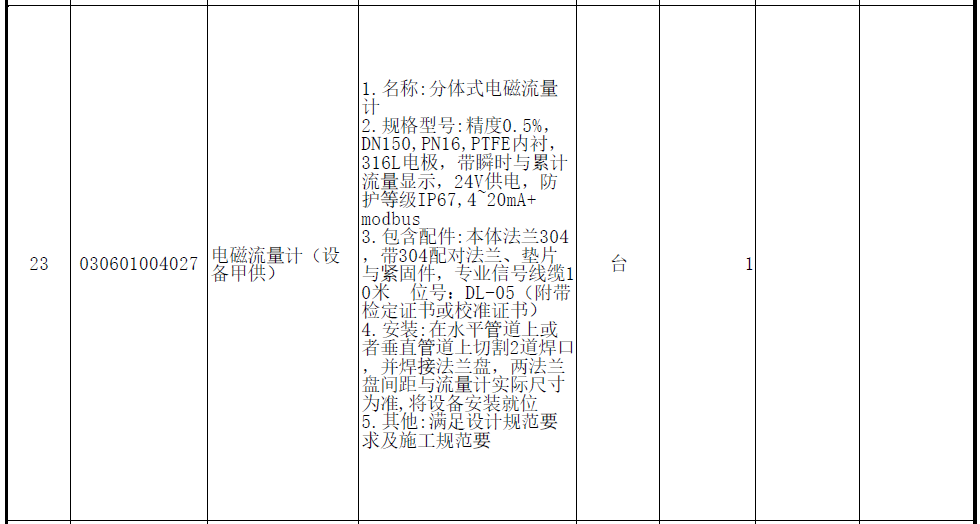 23
030601004027
电磁流量计（设
备甲供）
1.名称:分体式电磁流量
计
2.规格型号:精度0.5%，
DN150,PN16,PTFE内衬，
316L电极，带瞬时与累计
流量显示，24V供电，防
护等级IP67,4~20mA+
modbus
3.包含配件:本体法兰304
，带304配对法兰、垫片
与紧固件，专业信号线缆1
0米　位号：DL-05（附带
检定证书或校准证书）
4.安装:在水平管道上或
者垂直管道上切割2道焊口
，并焊接法兰盘，两法兰
盘间距与流量计实际尺寸
为准,将设备安装就位
5.其他:满足设计规范要
求及施工规范要
台
1